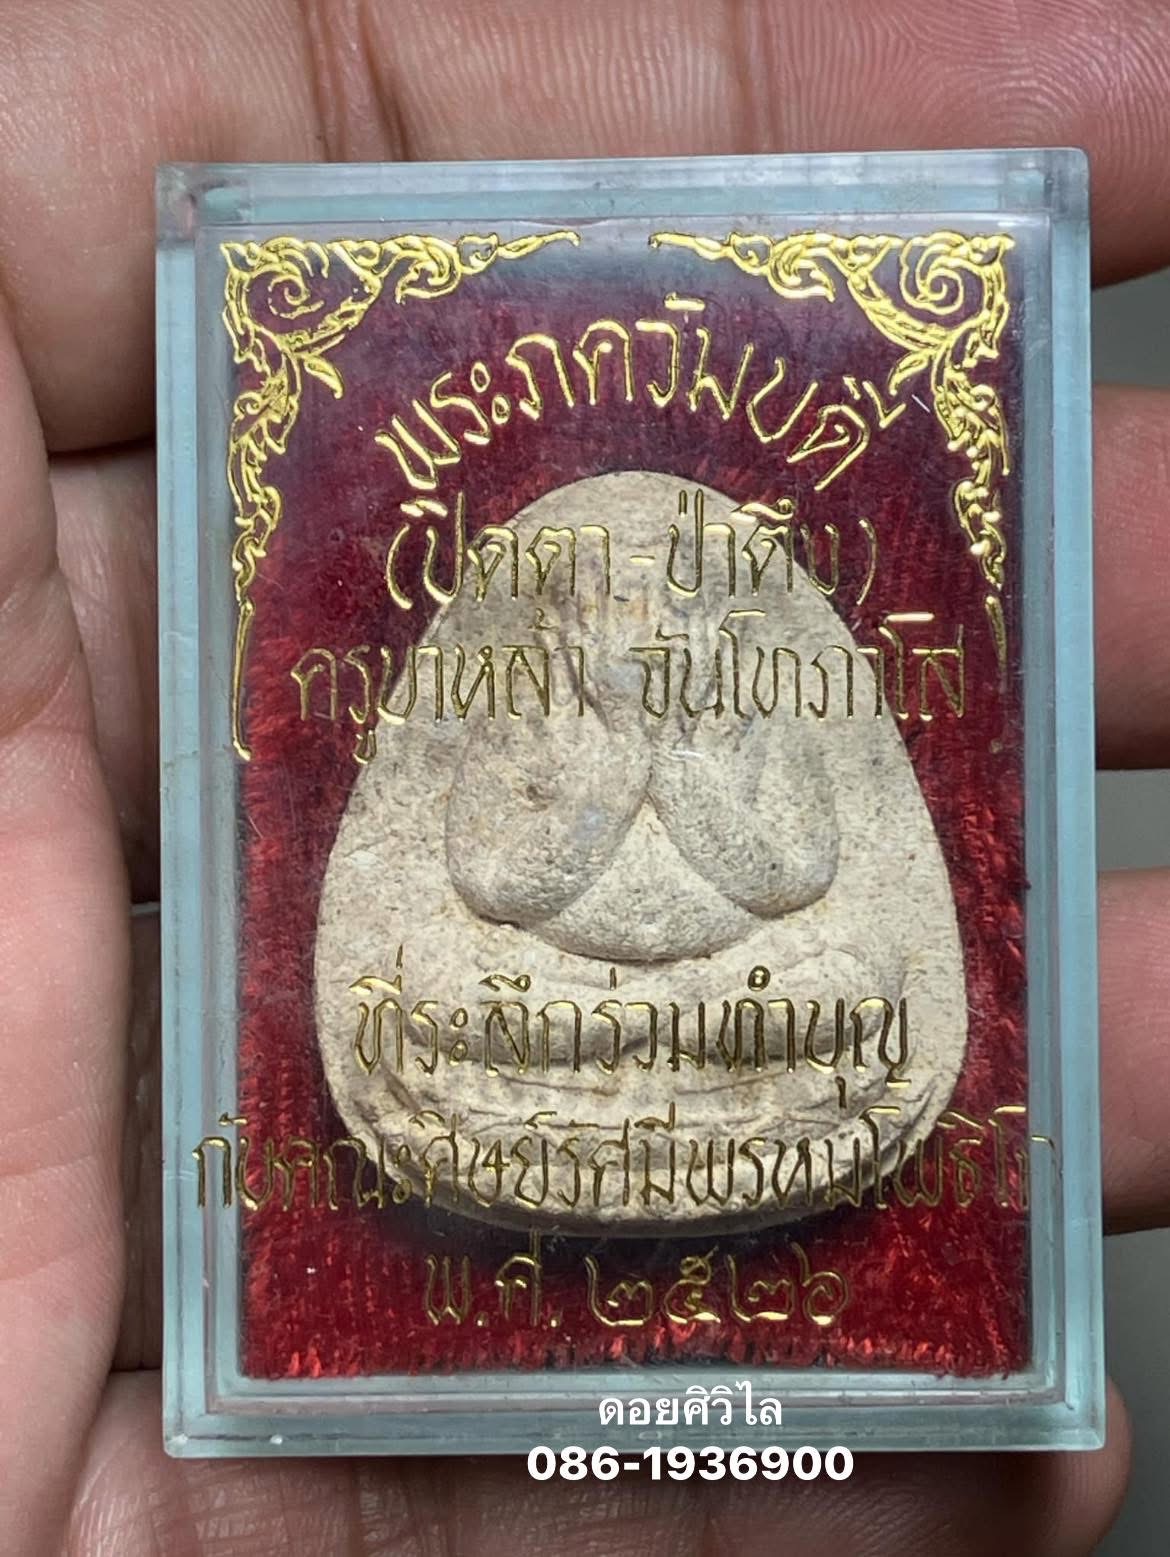 พระภควัมบดี
(ปิดตา-ป่าตึง)
ครูบาหล้า จันโทภาโส
ที่ระลึกร่วมทำบุญ
กับคณะศิษย์รัศมีพรหมโพธิโก
พ.ศ. ๒๕๒๖
ดอยศิวิไล
086-1936900